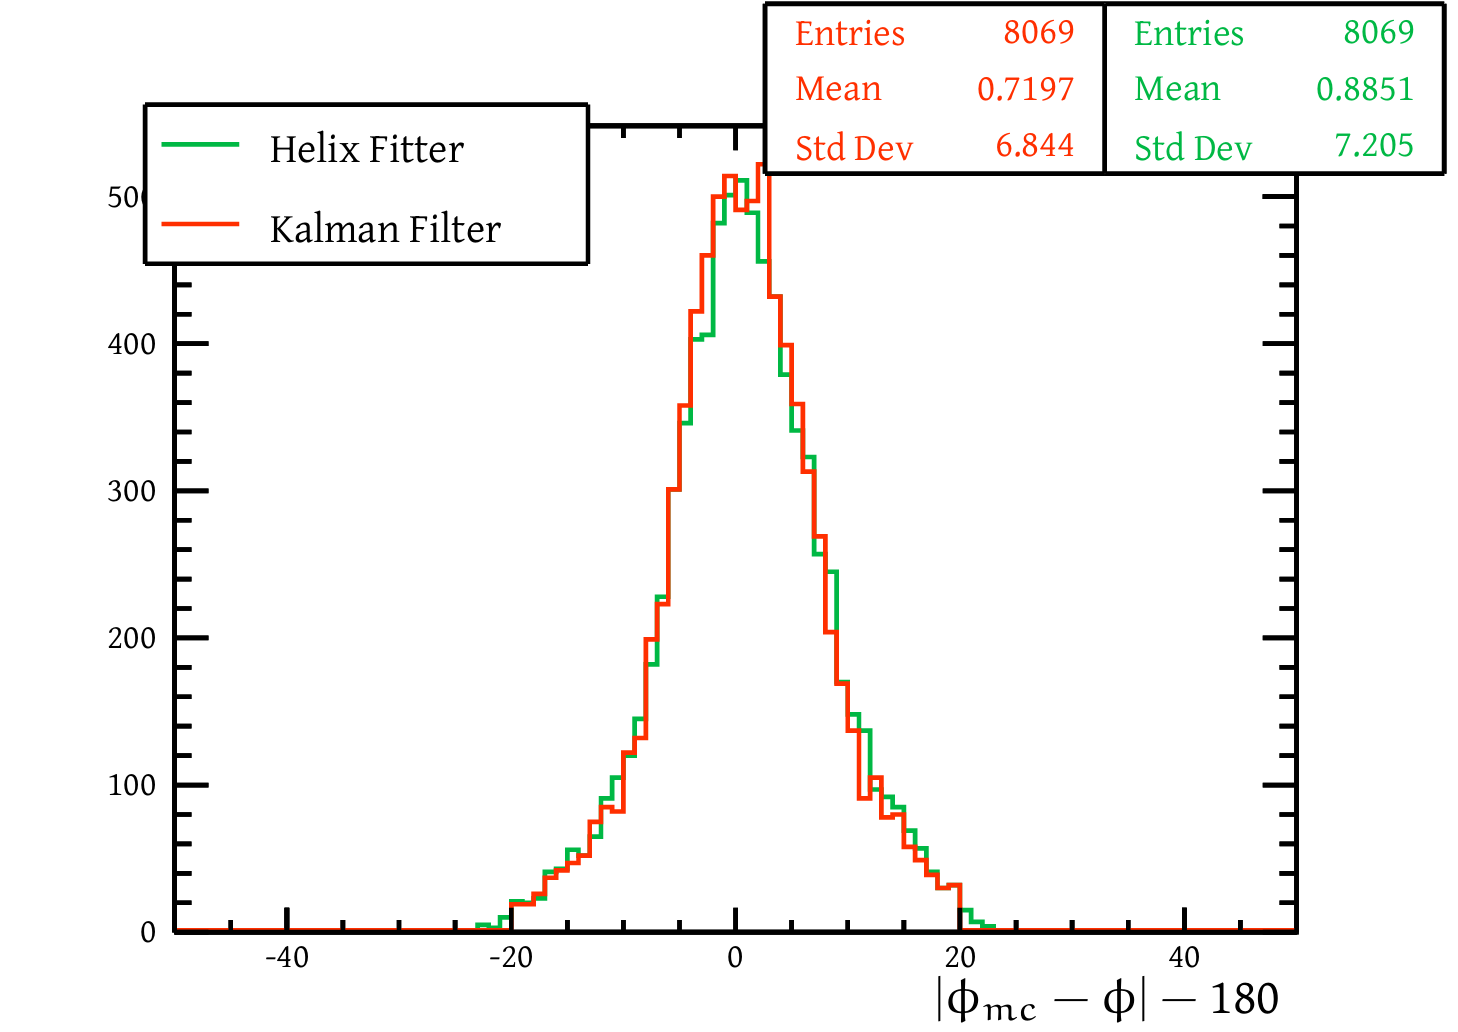 Entries 8069 Entries 8069
Mean 0.7197 Mean 0.8851
Std Dev 6.844 Std Dev 7.205
Helix Fitter
Kalman Filter
400
300
200
100
0
-40 -20 0 20 40
|ϕmc − ϕ| − 180